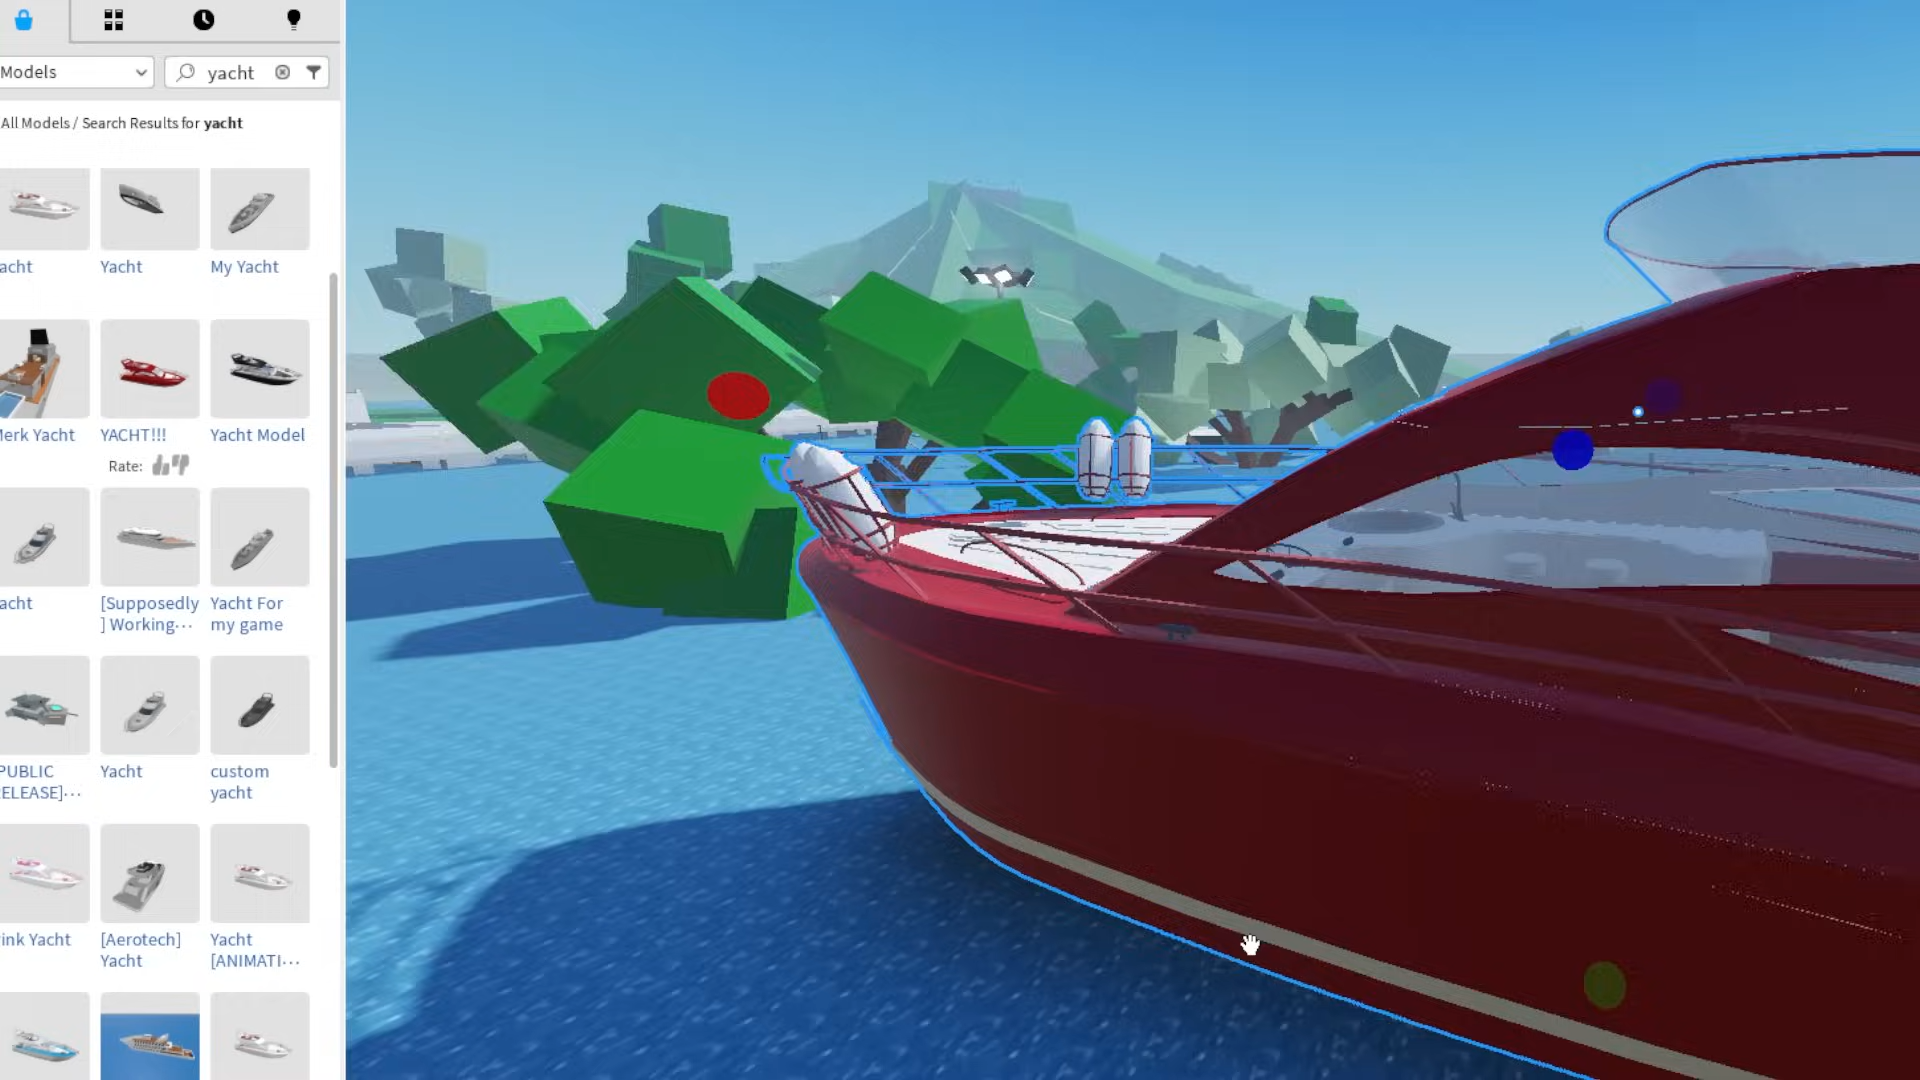 Models
yacht
All Models / Search Results for yacht
acht
Yacht
My Yacht
Merk Yacht
YACHT!!!
Yacht Model
Rate:
acht
[Supposedly
] Working···
Yacht For
my game
PUBLIC
ELEASE]···
Yacht
custom
yacht
ink Yacht
[Aerotech]
Yacht
Yacht
[ANIMATI···